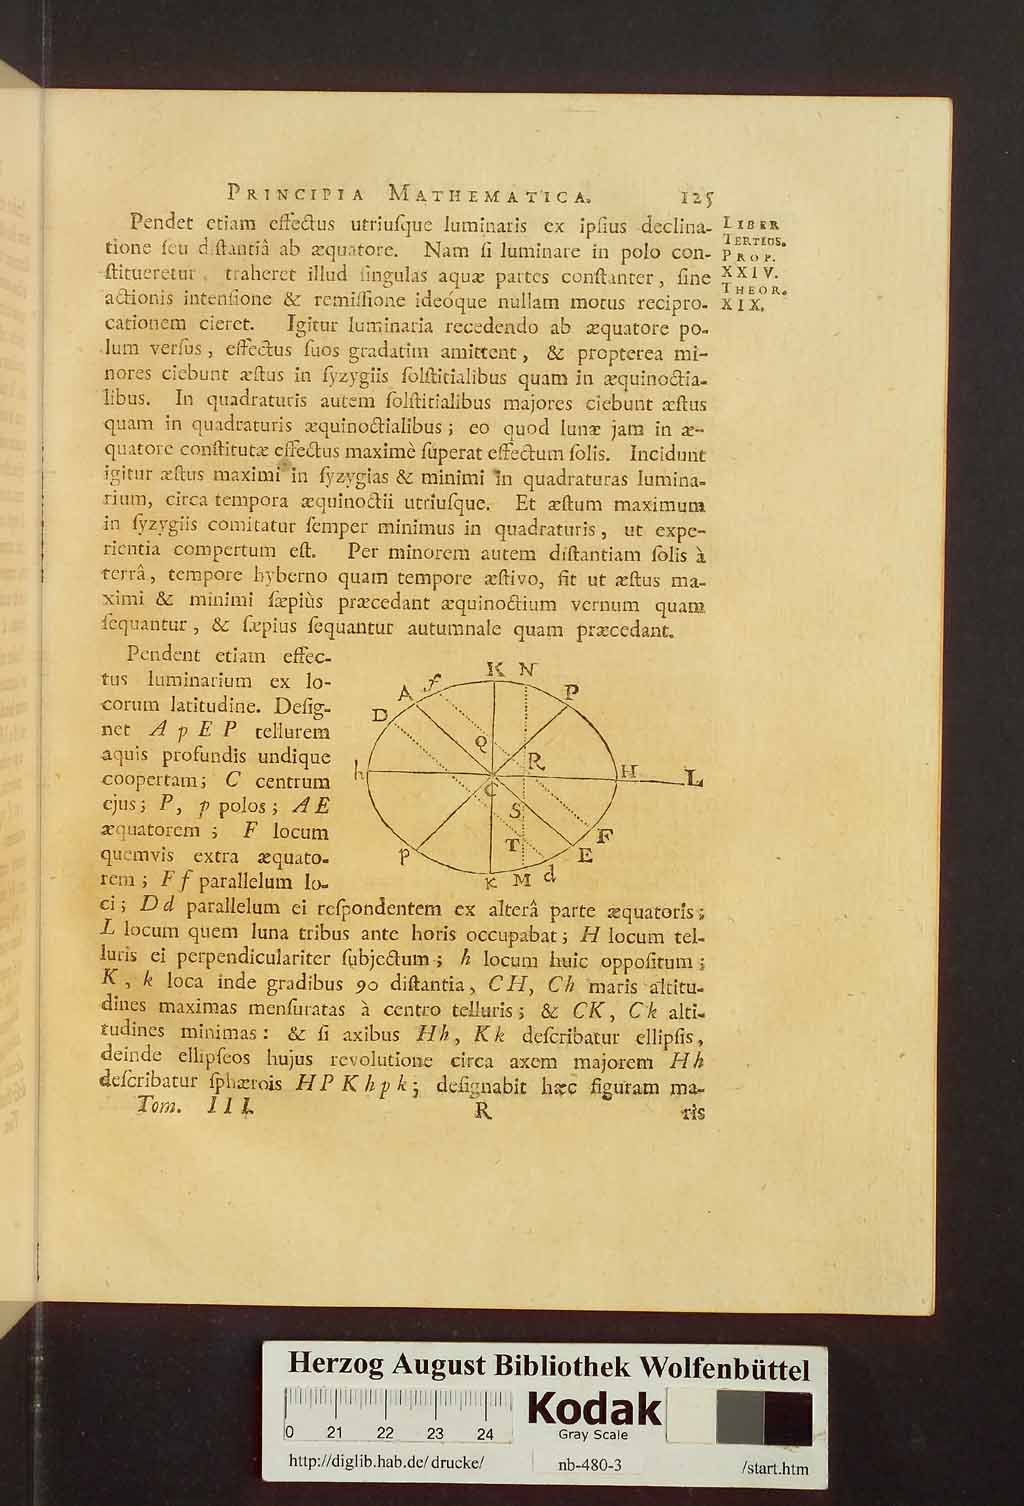 PRINCIPIA MATHEMATICA. 125
LIBER
TERTIUS.
PROP.
XXIV.
THEOR.
XIX.
Pendet etiam effectus utriuſque luminaris ex ipſius declina-
tione ſeu diſtantiâ ab æquatore. Nam ſi luminare in polo con-
ſtitueretur, traheret illud ſingulas aquæ partes conſtanter, ſine
actionis intenſione & remiſſione ideóque nullam motus recipro-
cationem cieret. Igitur luminaria recedendo ab æquatore po-
lum verſus, effectus ſuos gradatim amittent, & propterea mi-
nores ciebunt æſtus in ſyzygiis ſolſtitialibus quam in æquinoctia-
libus. In quadraturis autem ſolſtitialibus majores ciebunt æſtus
quam in quadraturis æquinoctialibus; eo quod lunæ jam in æ-
quatore conſtitutæ effectus maximè ſuperat effectum ſolis. Incidunt
igitur æſtus maximi in ſyzygias & minimi in quadraturas lumina-
rium, circa tempora æquinoctii utriuſque. Et æſtum maximum
in ſyzygiis comitatur ſemper minimus in quadraturis, ut expe-
rientia compertum eſt. Per minorem autem diſtantiam ſolis à
terrâ, tempore hyberno quam tempore æſtivo, fit ut æſtus ma-
ximi & minimi ſæpiùs præcedant æquinoctium vernum quam
ſequantur, & ſæpius ſequantur autumnale quam præcedant.
Pendent etiam effec-
tus luminarium ex lo-
corum latitudine. Deſig-
net A p E P tellurem
aquis profundis undique
coopertam; C centrum
ejus; P, p polos; A E
æquatorem; F locum
quemvis extra æquato-
rem; F f parallelum lo-
K N
A f P
D
Q R
h C H L
S
F
p T E
K M d
ci; D d parallelum ei reſpondentem ex alterâ parte æquatoris;
L locum quem luna tribus ante horis occupabat; H locum tel-
luris ei perpendiculariter ſubjectum; h locum huic oppoſitum;
K, k loca inde gradibus 90 diſtantia, CH, Ch maris altitu-
dines maximas menſuratas à centro telluris; & CK, Ck alti-
tudines minimas: & ſi axibus Hh, Kk deſcribatur ellipſis,
deinde ellipſeos hujus revolutione circa axem majorem Hh
deſcribatur ſphærois HPKhpk; deſignabit hæc figuram ma-
Tom. III. R ris
Herzog August Bibliothek Wolfenbüttel
0 21 22 23 24
Kodak
Gray Scale
http://diglib.hab.de/drucke/ nb-480-3 /start.htm